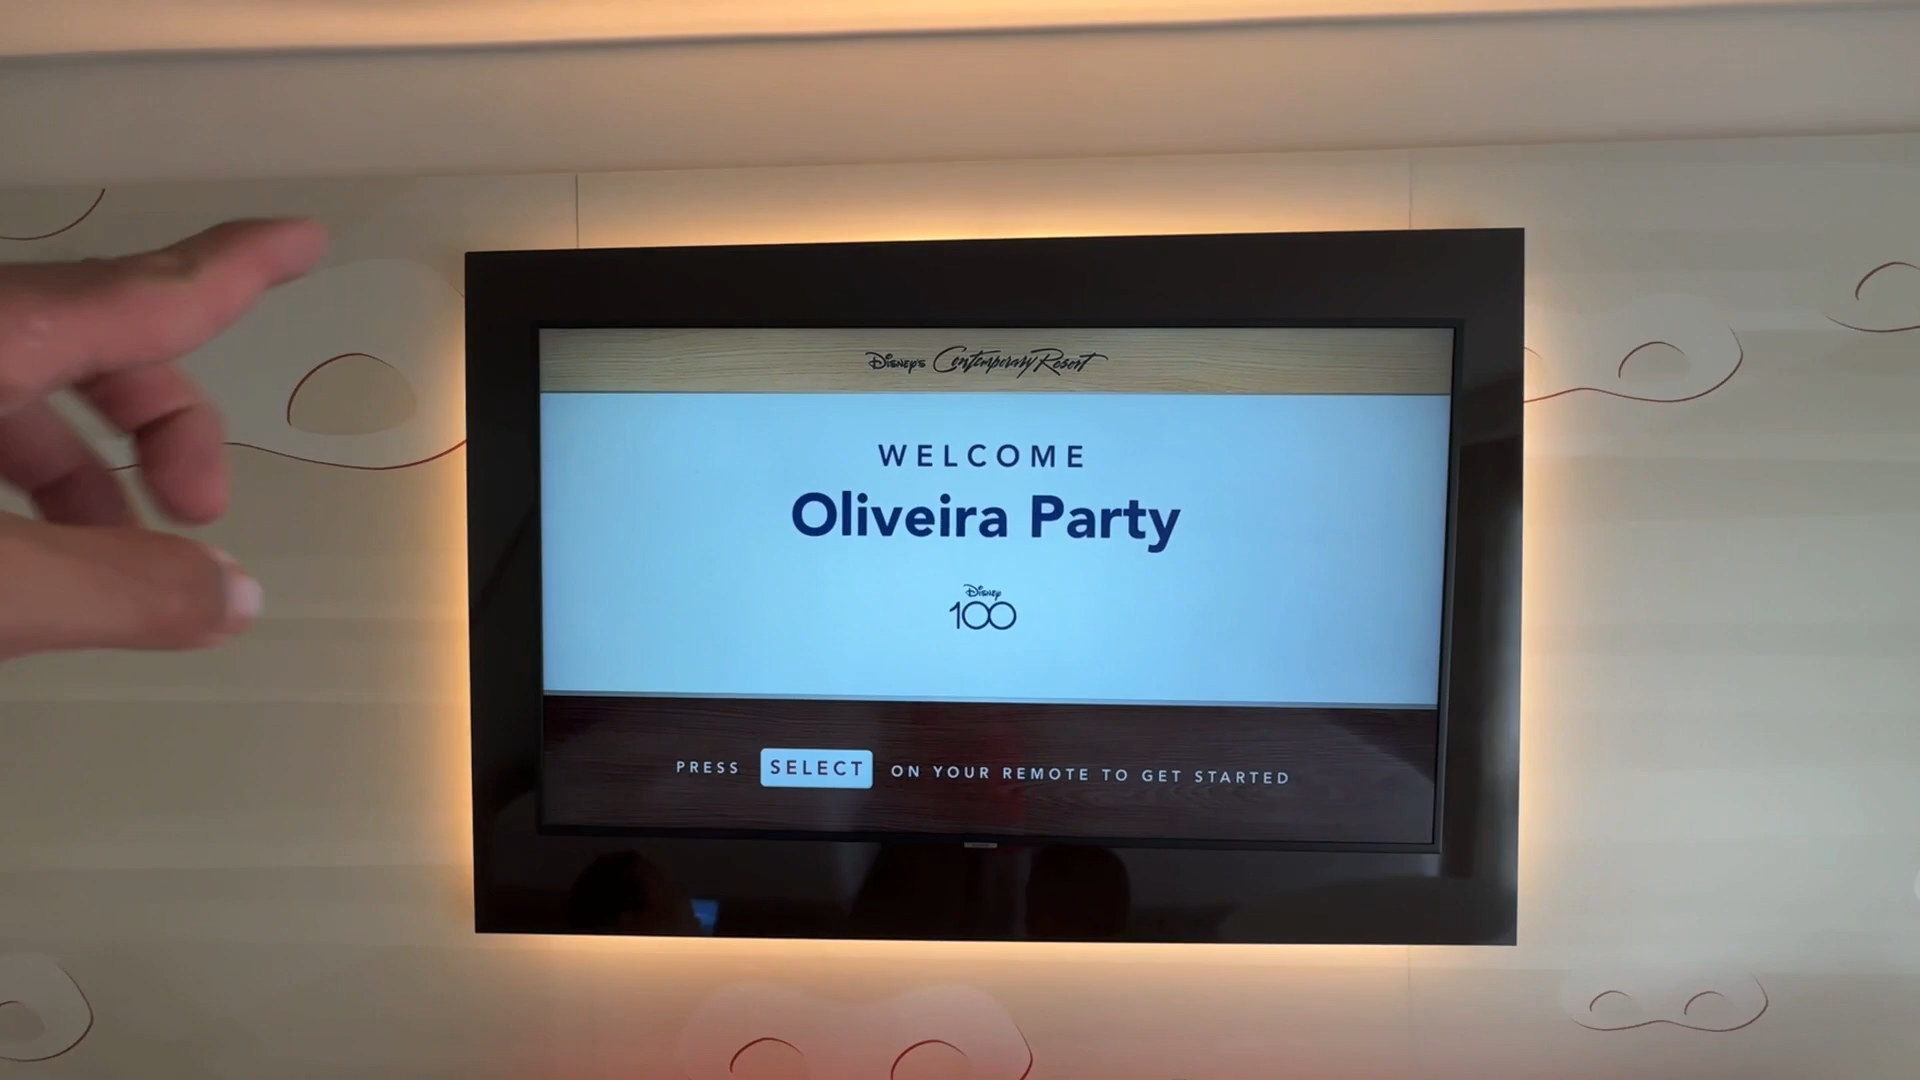 Disney's Contemporary Resort
WELCOME
Oliveira Party
Disney
100
PRESS SELECT ON YOUR REMOTE TO GET STARTED